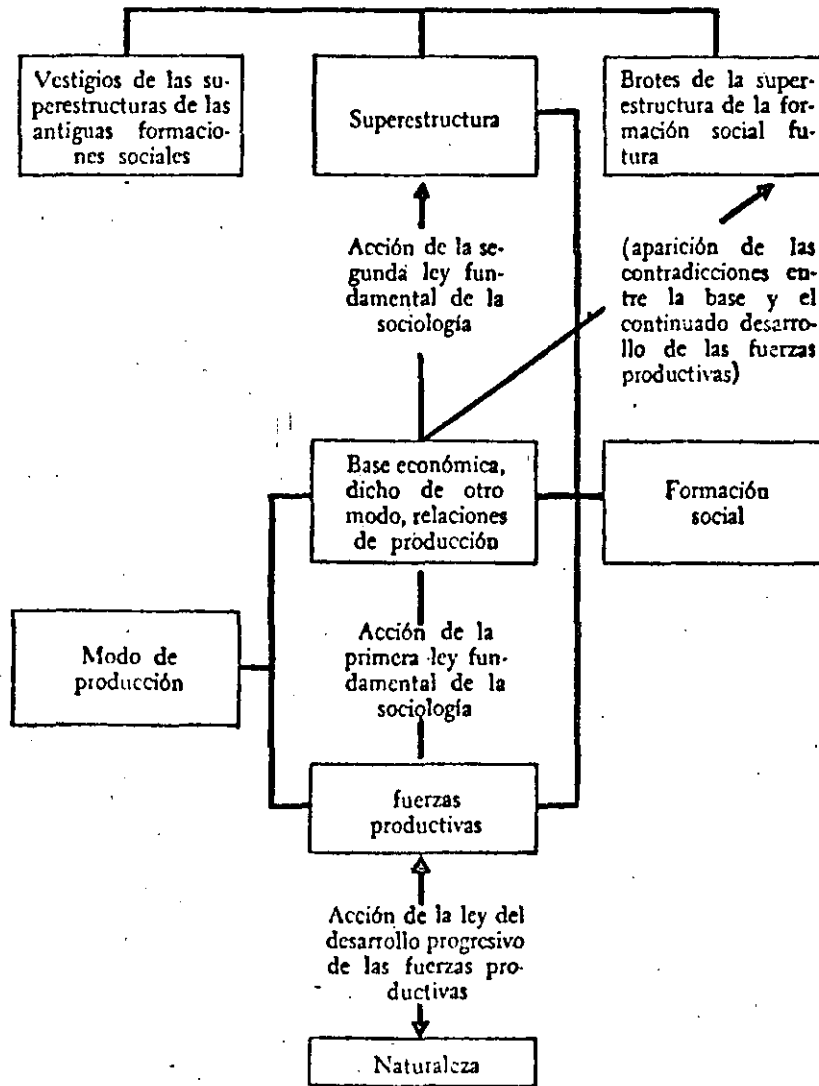 Vestigios de las su-
perestructuras de las
antiguas formacio-
nes sociales
Superestructura
Brotes de la super-
estructura de la for-
mación social fu-
tura
Acción de la se-
gunda ley fun-
damental de la
sociología
(aparición de las
contradicciones en-
tre la base y el
continuado desarro-
llo de las fuerzas
productivas)
Base económica,
dicho de otro
modo, relaciones
de producción
Formación
social
Modo de
producción
Acción de la
primera ley fun-
damental de la
sociología
fuerzas
productivas
Acción de la ley del
desarrollo progresivo
de las fuerzas pro-
ductivas
Naturaleza